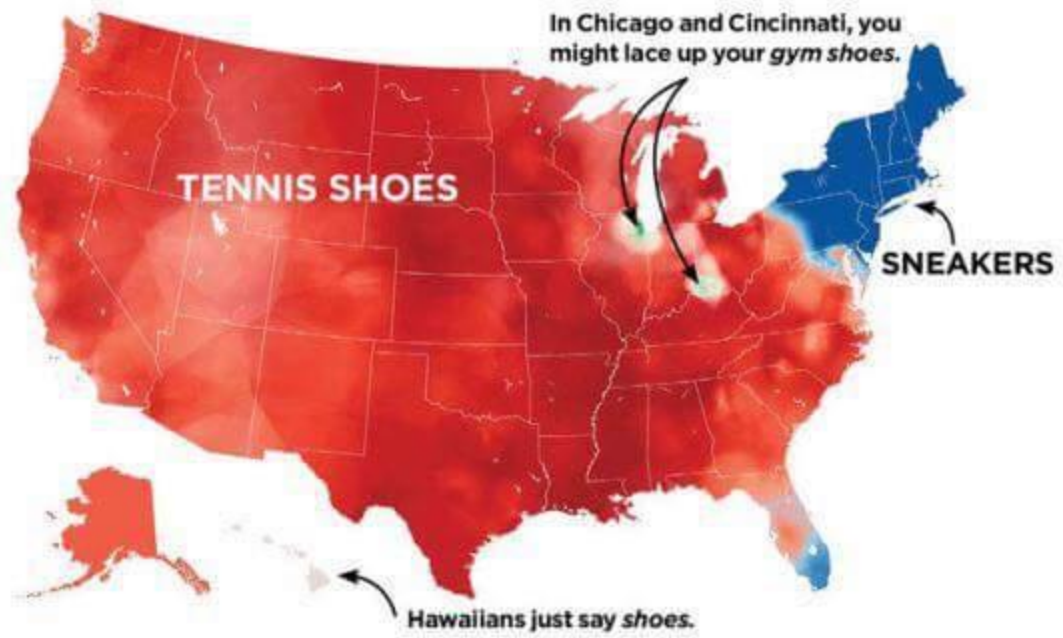 In Chicago and Cincinnati, you
might lace up your gym shoes.
TENNIS SHOES
SNEAKERS
Hawaiians just say shoes.